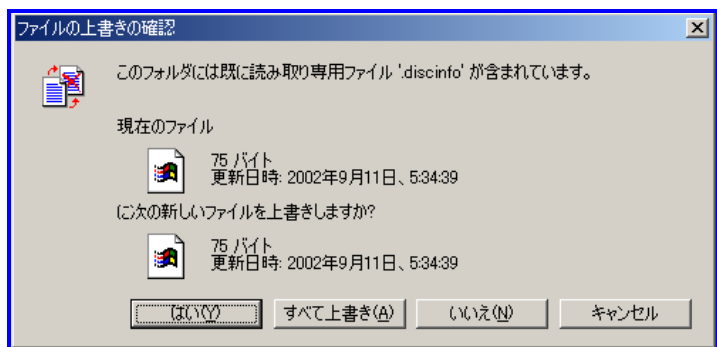 ファイルの上書きの確認
このフォルダには既に読み取り専用ファイル '.discinfo' が含まれています。
現在のファイル
75 バイト
更新日時: 2002年9月11日、5:34:39
に次の新しいファイルを上書きしますか?
75 バイト
更新日時: 2002年9月11日、5:34:39
はい(Y) すべて上書き(A) いいえ(N) キャンセル